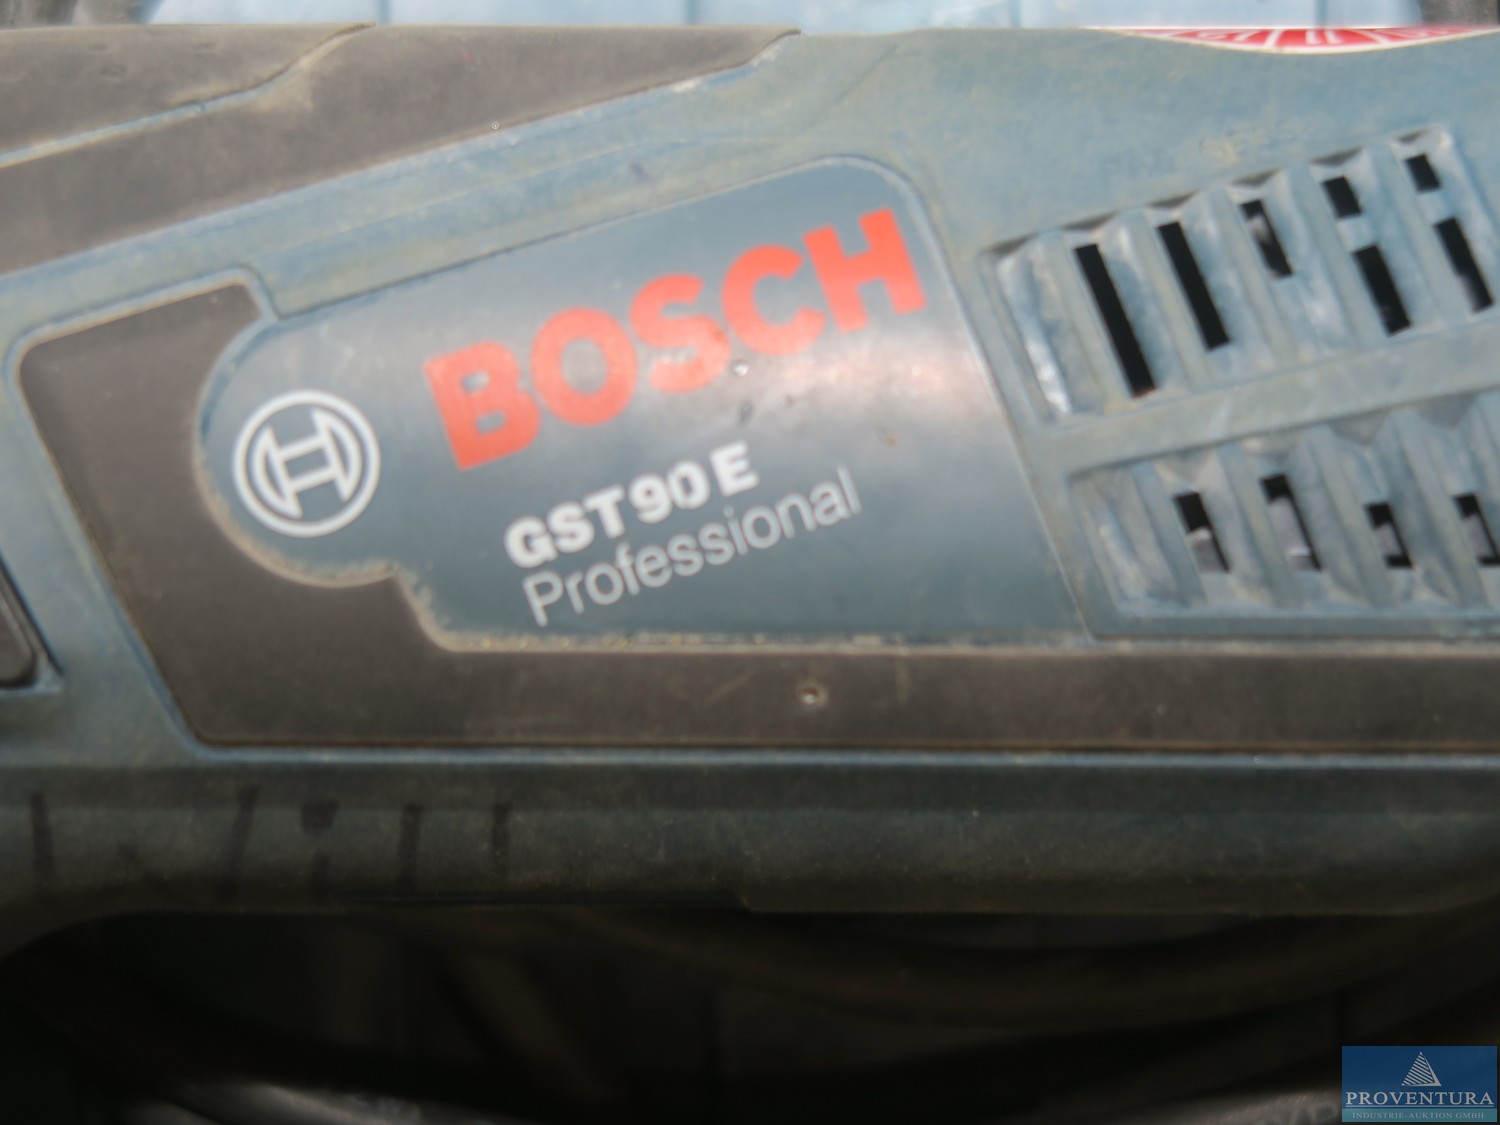 BOSCH
GST 90 E
Professional
PROVENTURA
INDUSTRIE-AUKTION GMBH